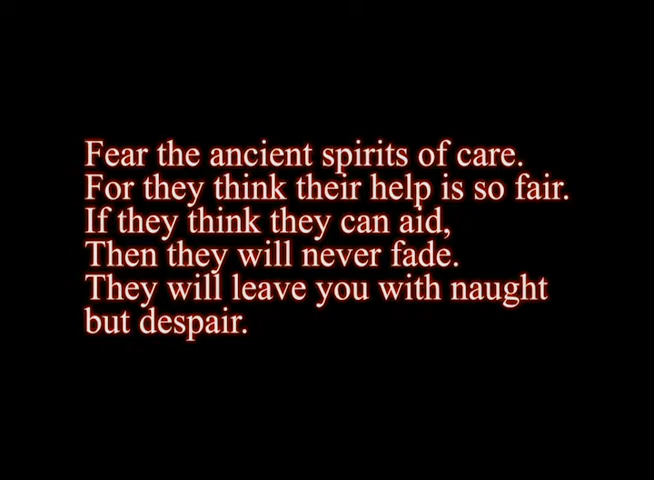 Fear the ancient spirits of care.
For they think their help is so fair.
If they think they can aid,
Then they will never fade.
They will leave you with naught
but despair.